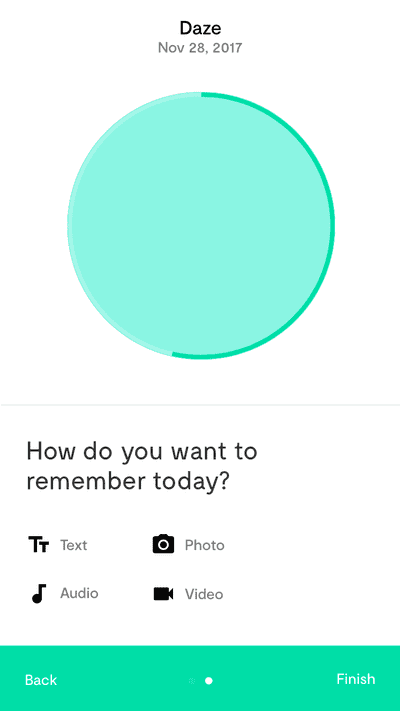 Daze
Nov 28, 2017
How do you want to
remember today?
Text
Photo
Audio
Video
Back
Finish